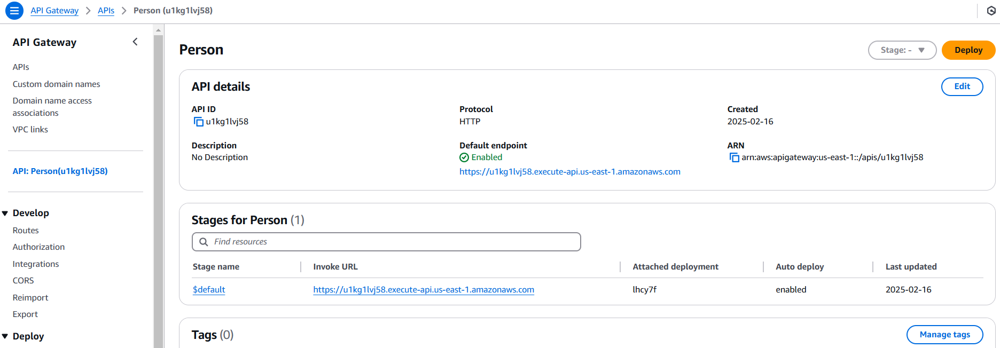 API Gateway > APIs > Person (u1kg1lvj58)
API Gateway
APIs
Custom domain names
Domain name access
associations
VPC links
API: Person(u1kg1lvj58)
Develop
Routes
Authorization
Integrations
CORS
Reimport
Export
Deploy
Person
Stage: -
Deploy
API details
Edit
API ID
u1kg1lvj58
Protocol
HTTP
Created
2025-02-16
Description
No Description
Default endpoint
Enabled
https://u1kg1lvj58.execute-api.us-east-1.amazonaws.com
ARN
arn:aws:apigateway:us-east-1::/apis/u1kg1lvj58
Stages for Person (1)
Find resources
Stage name Invoke URL Attached deployment Auto deploy Last updated
$default https://u1kg1lvj58.execute-api.us-east-1.amazonaws.com lhcy7f enabled 2025-02-16
Tags (0)
Manage tags